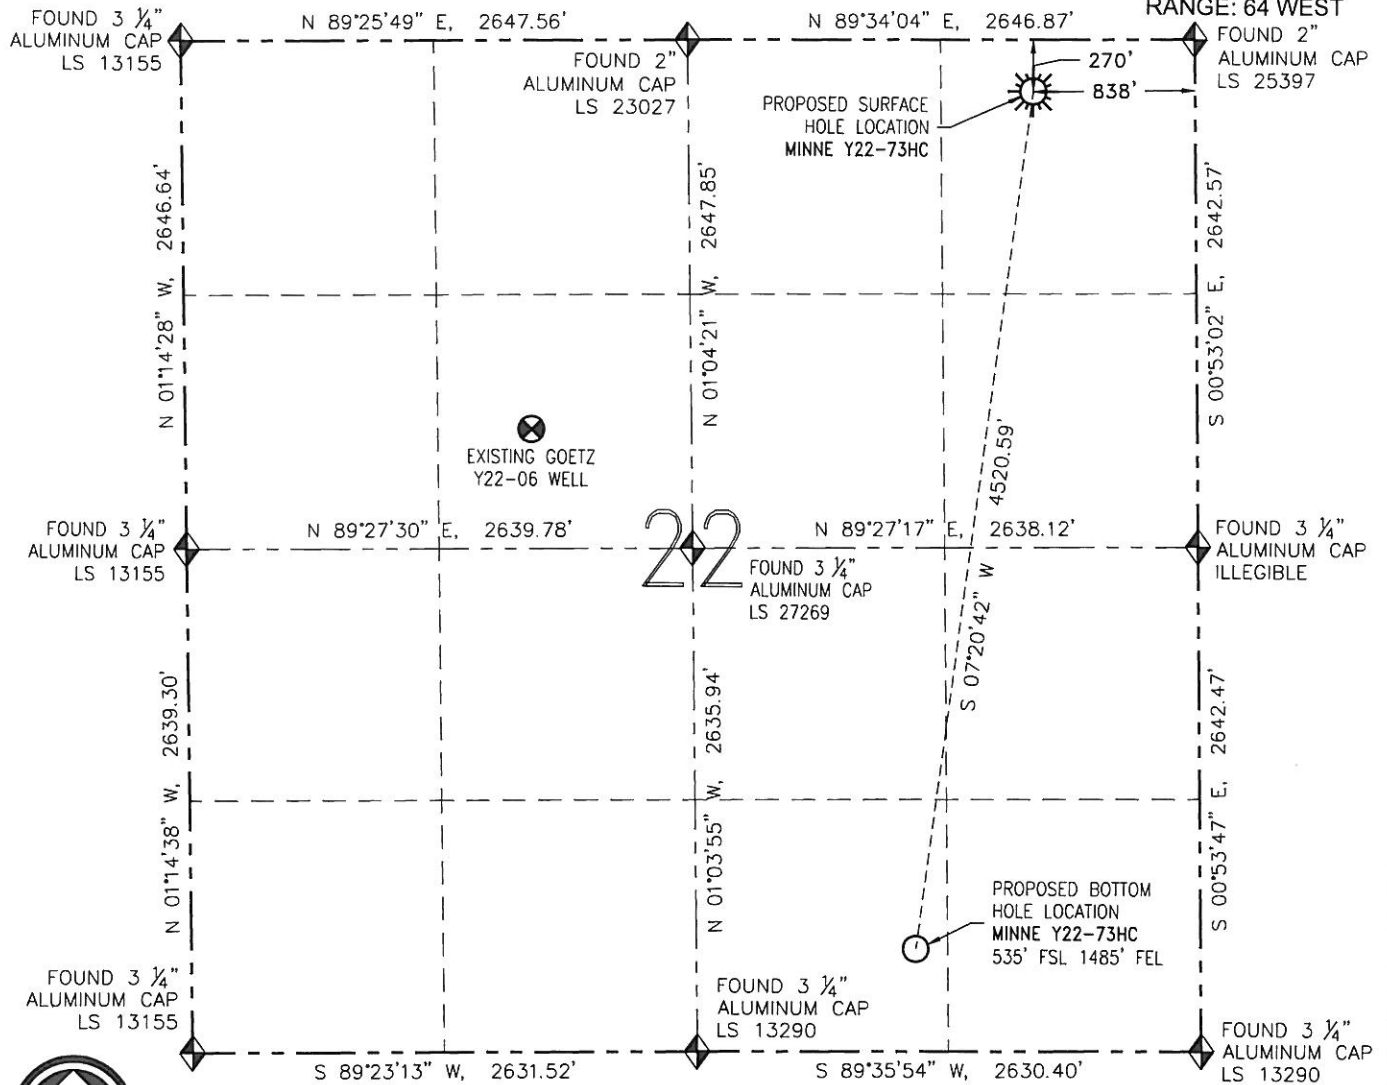 RANGE: 64 WEST
FOUND 3 ¼"
ALUMINUM CAP
LS 13155
N 89°25'49" E, 2647.56'
N 89°34'04" E, 2646.87'
FOUND 2"
ALUMINUM CAP
LS 25397
FOUND 2"
ALUMINUM CAP
LS 23027
270'
838'
PROPOSED SURFACE
HOLE LOCATION
MINNE Y22-73HC
N 01°14'28" W, 2646.64'
N 01°04'21" W, 2647.85'
S 00°53'02" E, 2642.57'
EXISTING GOETZ
Y22-06 WELL
S 07°20'42" W 4520.59'
FOUND 3 ¼"
ALUMINUM CAP
LS 13155
N 89°27'30" E, 2639.78'
22
N 89°27'17" E, 2638.12'
FOUND 3 ¼"
ALUMINUM CAP
ILLEGIBLE
FOUND 3 ¼"
ALUMINUM CAP
LS 27269
N 01°14'38" W, 2639.30'
N 01°03'55" W, 2635.94'
S 00°53'47" E, 2642.47'
PROPOSED BOTTOM
HOLE LOCATION
MINNE Y22-73HC
535' FSL 1485' FEL
FOUND 3 ¼"
ALUMINUM CAP
LS 13155
FOUND 3 ¼"
ALUMINUM CAP
LS 13290
FOUND 3 ¼"
ALUMINUM CAP
LS 13290
S 89°23'13" W, 2631.52'
S 89°35'54" W, 2630.40'